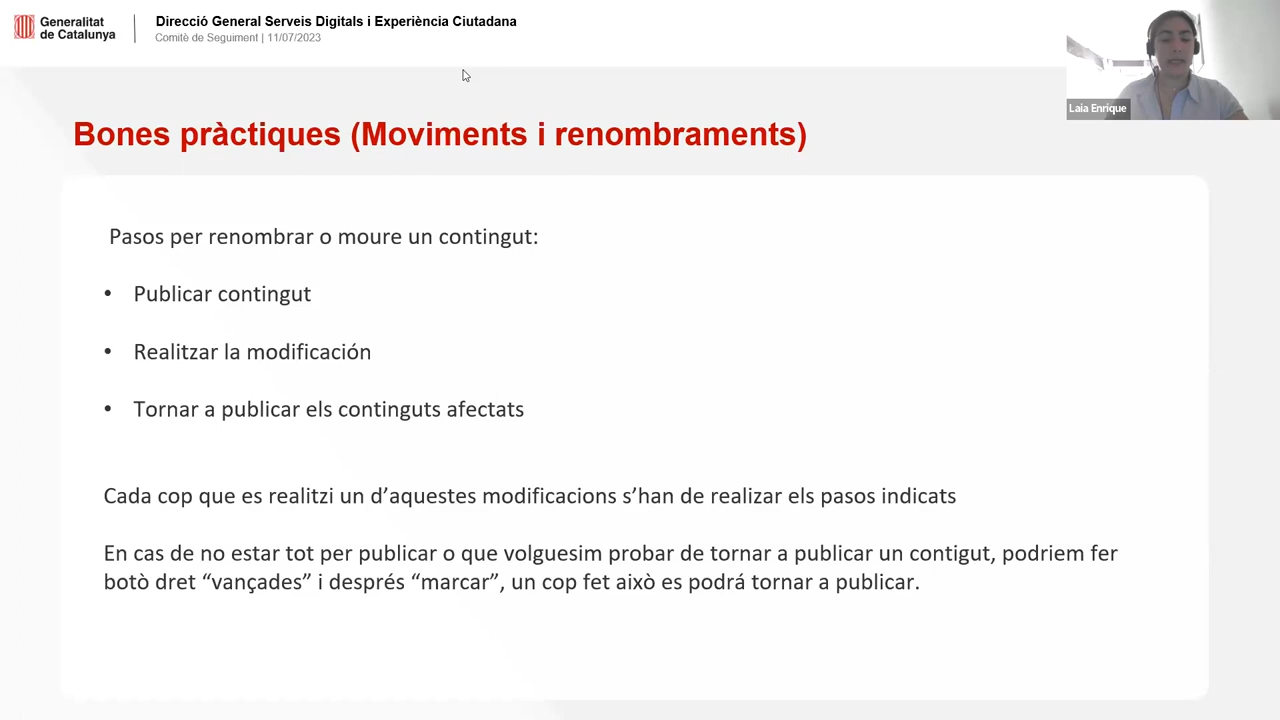 Generalitat
de Catalunya
Direcció General Serveis Digitals i Experiència Ciutadana
Comitè de Seguiment | 11/07/2023
Laia Enrique
Bones pràctiques (Moviments i renombraments)
Pasos per renombrar o moure un contingut:
• Publicar contingut
• Realitzar la modificación
• Tornar a publicar els continguts afectats
Cada cop que es realitzi un d’aquestes modificacions s’han de realizar els pasos indicats
En cas de no estar tot per publicar o que volguesim probar de tornar a publicar un contigut, podriem fer
botò dret “vançades” i després “marcar”, un cop fet això es podrá tornar a publicar.